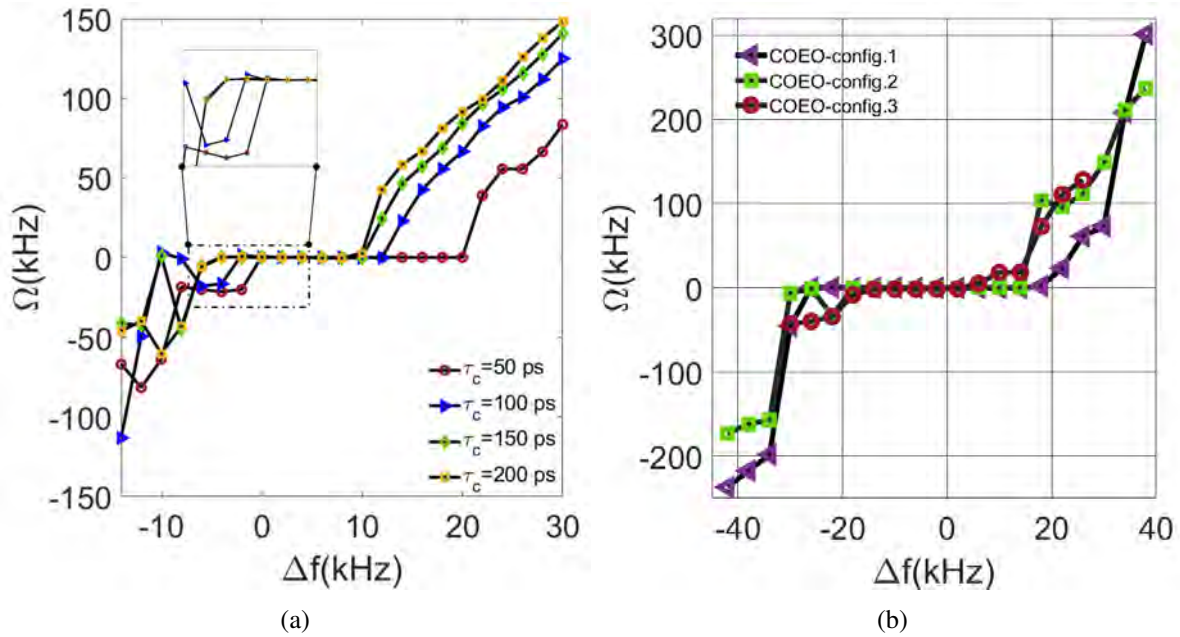 150
100
50
0
-50
-100
-150
-10
0
10
20
30
Ω(kHz)
Δf(kHz)
τc=50 ps
τc=100 ps
τc=150 ps
τc=200 ps
(a)
300
200
100
0
-100
-200
-40
-20
0
20
40
Ω(kHz)
Δf(kHz)
COEO-config.1
COEO-config.2
COEO-config.3
(b)